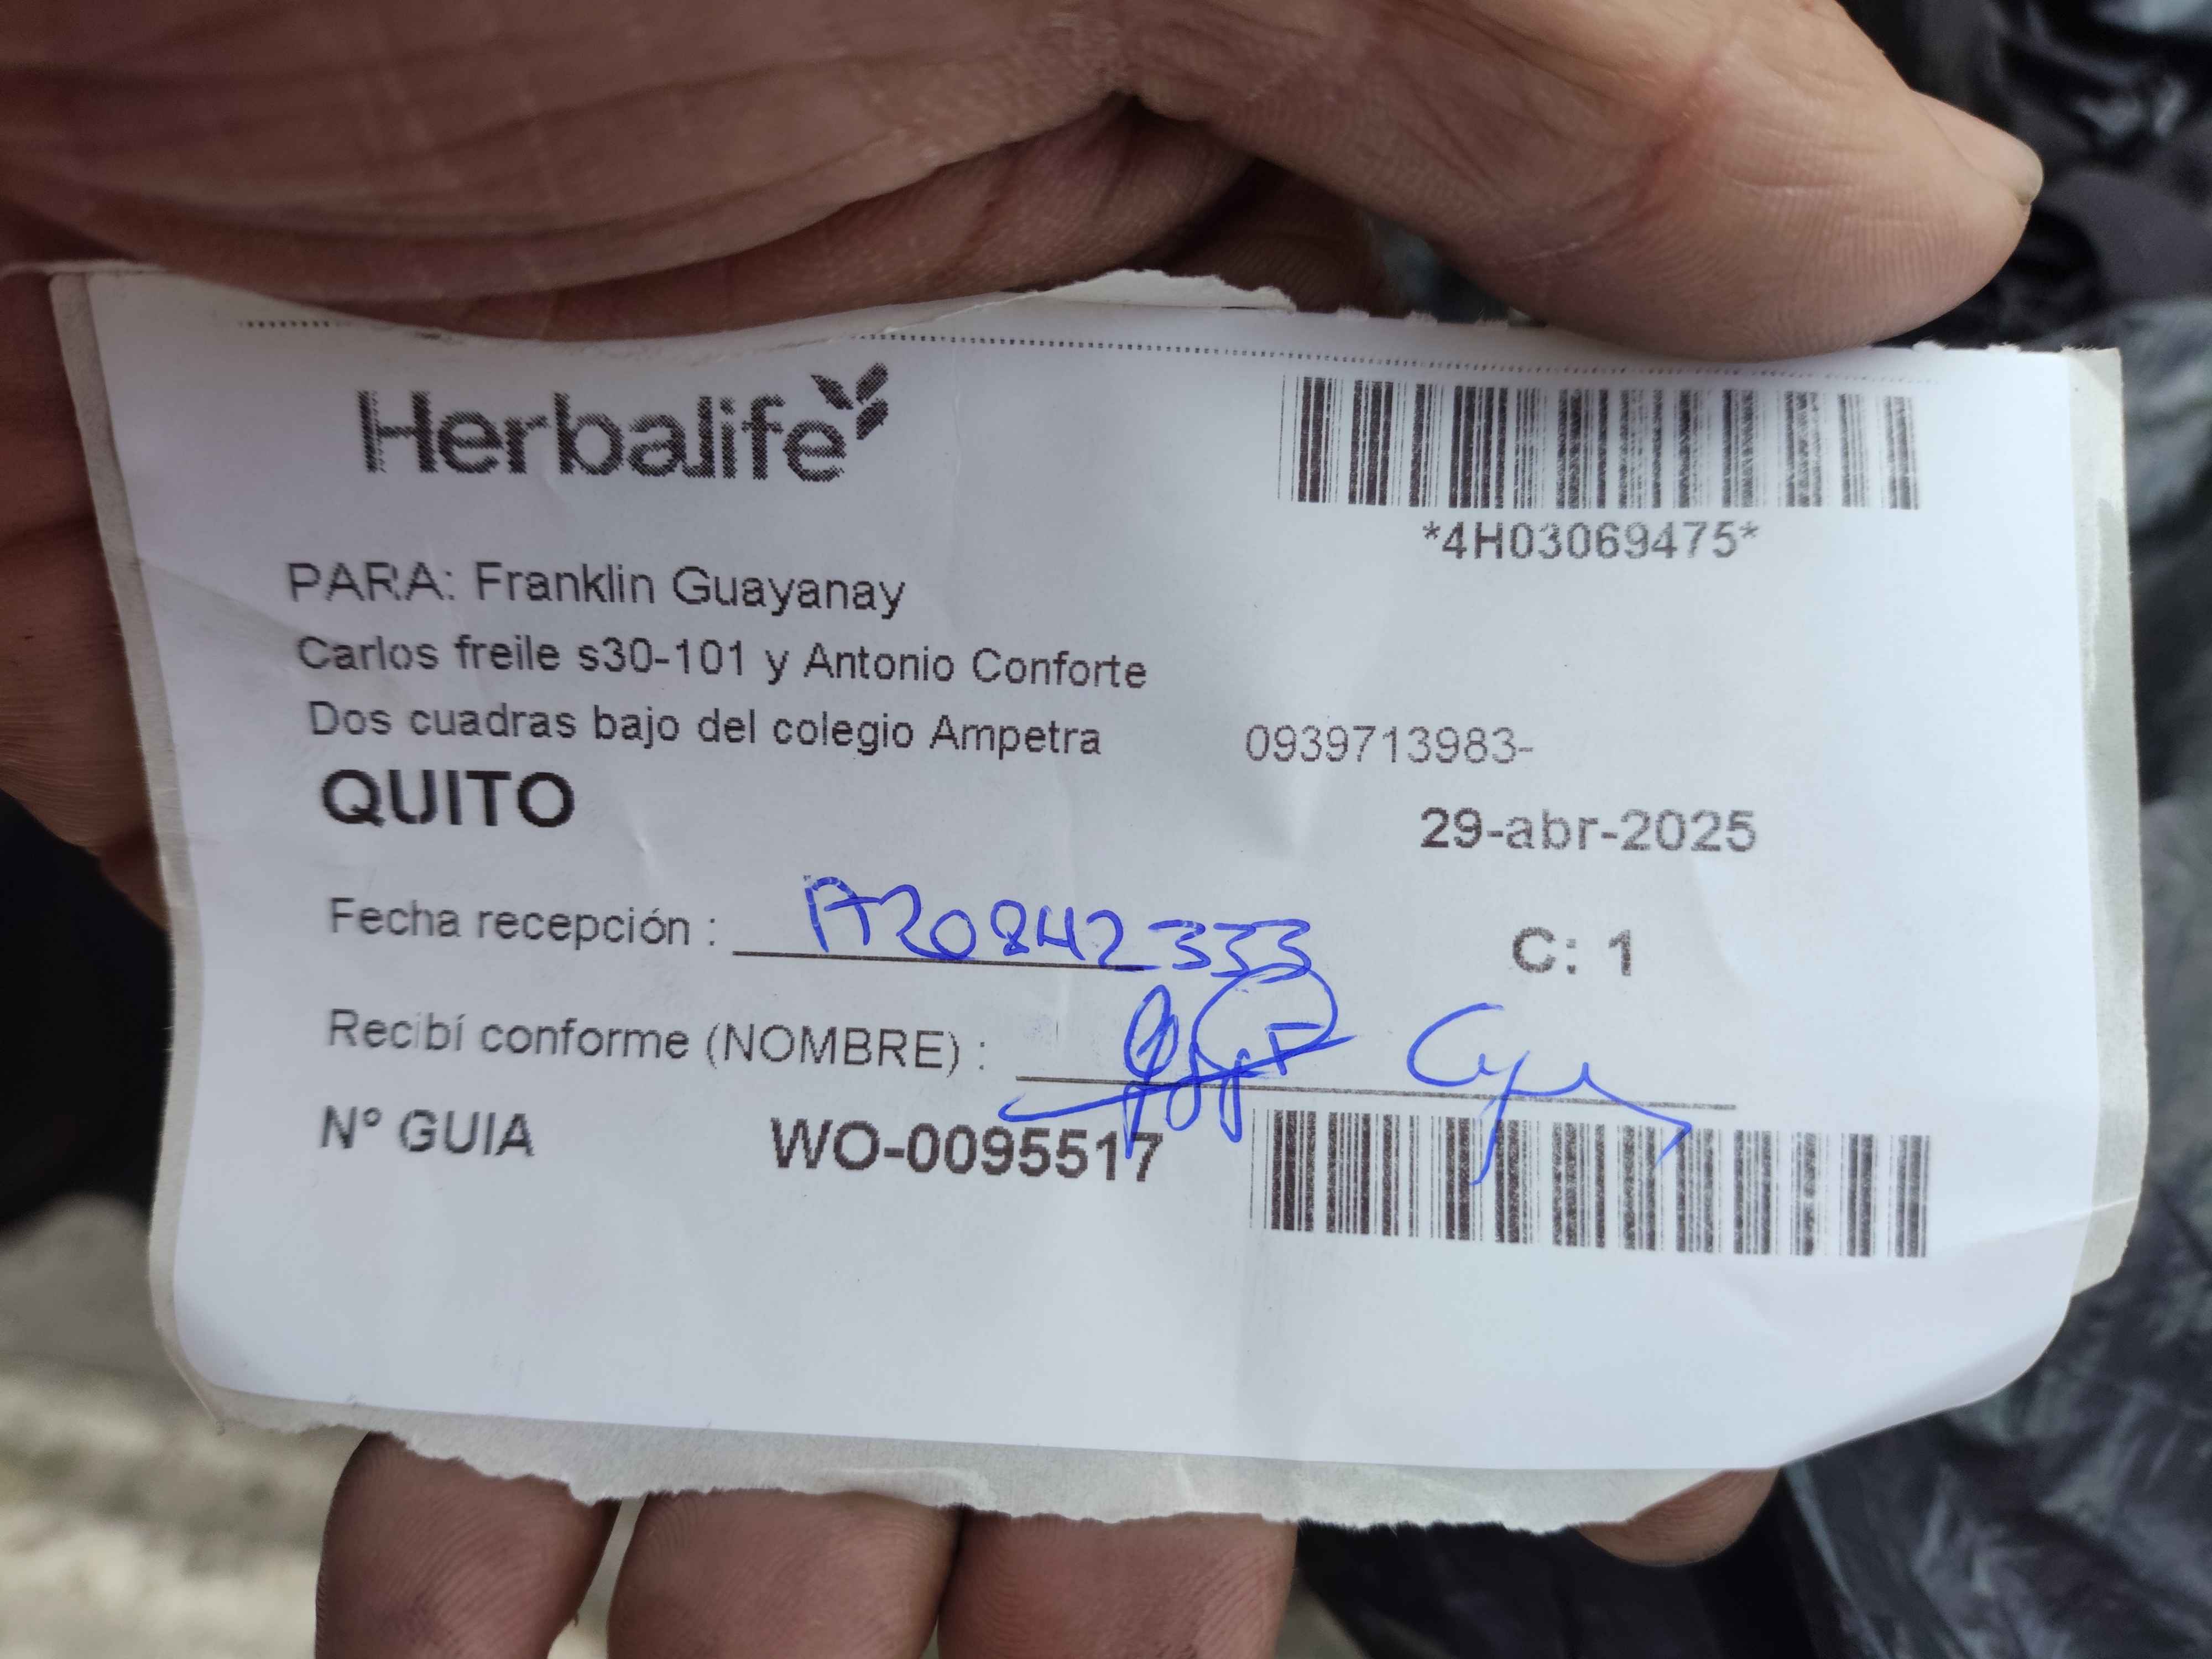 Herbalife
*4H03069475*
PARA: Franklin Guayanay
Carlos freile s30-101 y Antonio Conforte
Dos cuadras bajo del colegio Ampetra 0939713983-
QUITO
29-abr-2025
Fecha recepción :
C: 1
Recibí conforme (NOMBRE) :
N° GUIA WO-0095517